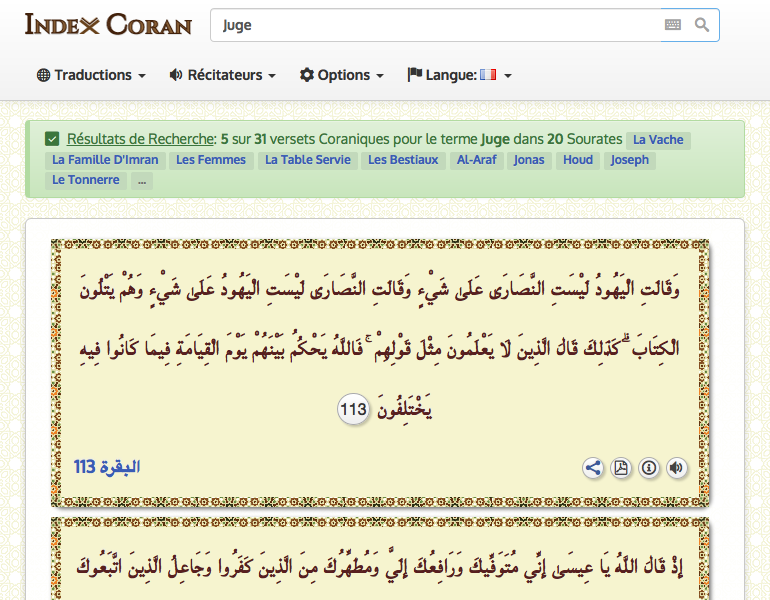 INDEX CORAN
Juge
Traductions Récitateurs Options Langue:
Résultats de Recherche: 5 sur 31 versets Coraniques pour le terme Juge dans 20 Sourates La Vache
La Famille D'Imran Les Femmes La Table Servie Les Bestiaux Al-Araf Jonas Houd Joseph
Le Tonnerre ...
وَقَالَتِ الْيَهُودُ لَيْسَتِ النَّصَارَى عَلَىٰ شَيْءٍ وَقَالَتِ النَّصَارَى لَيْسَتِ الْيَهُودُ عَلَىٰ شَيْءٍ وَهُمْ يَتْلُونَ
الْكِتَابَ ۗ كَذَٰلِكَ قَالَ الَّذِينَ لَا يَعْلَمُونَ مِثْلَ قَوْلِهِمْ ۚ فَاللَّهُ يَحْكُمُ بَيْنَهُمْ يَوْمَ الْقِيَامَةِ فِيمَا كَانُوا فِيهِ
يَخْتَلِفُونَ 113
البقرة 113
إِذْ قَالَ اللَّهُ يَا عِيسَىٰ إِنِّي مُتَوَفِّيكَ وَرَافِعُكَ إِلَيَّ وَمُطَهِّرُكَ مِنَ الَّذِينَ كَفَرُوا وَجَاعِلُ الَّذِينَ اتَّبَعُوكَ